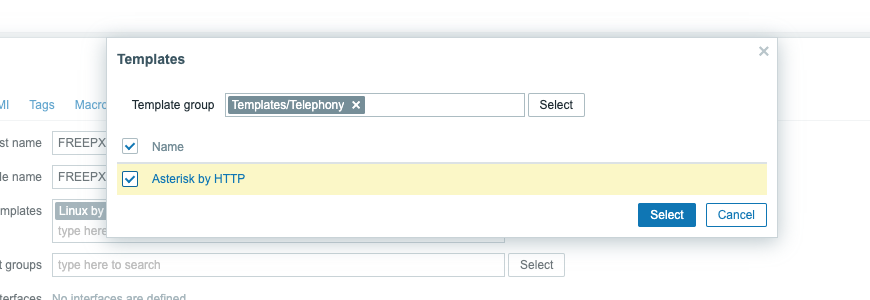 Templates
Template group Templates/Telephony Select
MI Tags Macro
Name
st name FREEPX
Asterisk by HTTP
le name FREEPX
mplates Linux by
Select Cancel
type here
t groups type here to search Select
terfaces No interfaces are defined